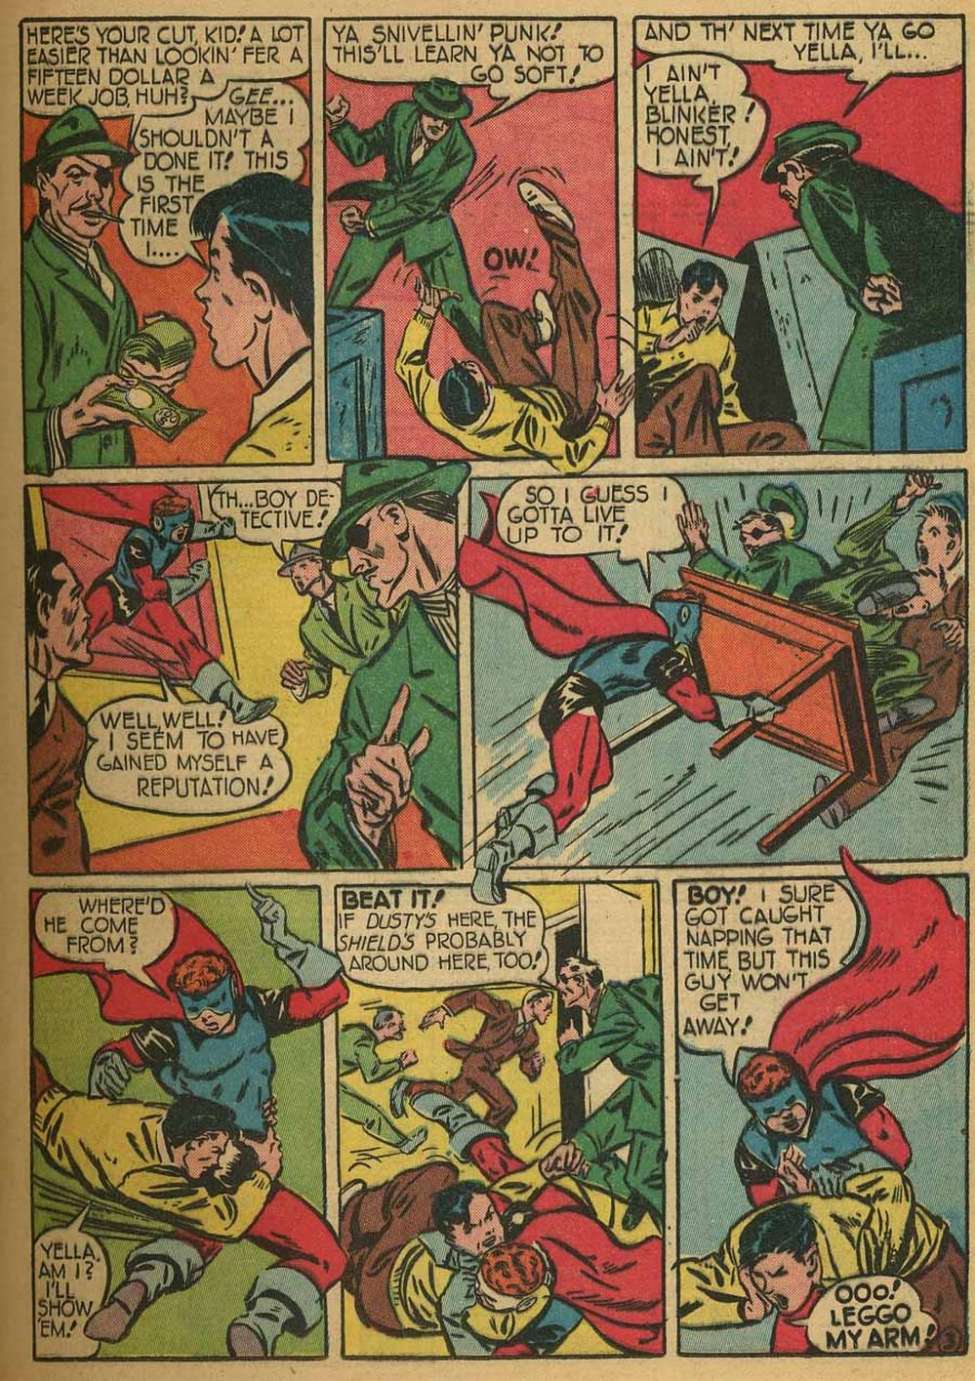 HERE'S YOUR CUT, KID! A LOT
EASIER THAN LOOKIN' FER A
FIFTEEN DOLLAR A
WEEK JOB, HUH?
GEE...
MAYBE I
SHOULDN'T A
DONE IT! THIS
IS THE
FIRST
TIME
I....
YA SNIVELLIN' PUNK!
THIS'LL LEARN YA NOT TO
GO SOFT!
OW!
AND TH' NEXT TIME YA GO
YELLA, I'LL...
I AIN'T
YELLA,
BLINKER!
HONEST,
I AIN'T!
TH...BOY DE-
TECTIVE!
WELL, WELL!
I SEEM TO HAVE
GAINED MYSELF A
REPUTATION!
SO I GUESS I
GOTTA LIVE
UP TO IT!
WHERE'D
HE COME
FROM?
YELLA,
AM I?
I'LL
SHOW
'EM!
BEAT IT!
IF DUSTY'S HERE, THE
SHIELD'S PROBABLY
AROUND HERE, TOO!
BOY! I SURE
GOT CAUGHT
NAPPING THAT
TIME, BUT THIS
GUY WON'T
GET
AWAY!
OOO!
LEGGO
MY ARM!
3